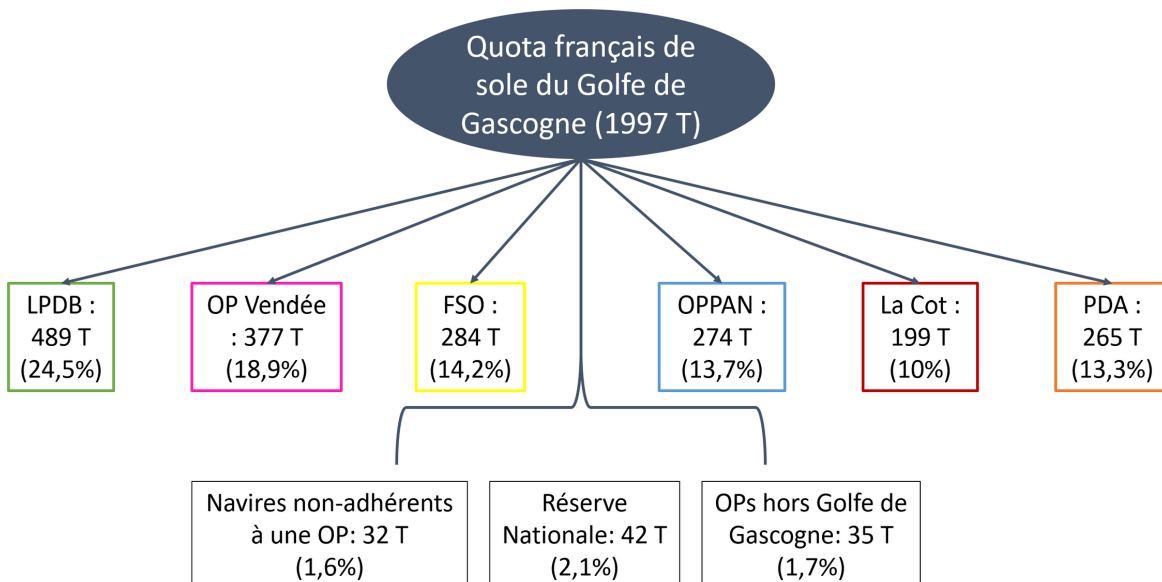 Quota français de
sole du Golfe de
Gascogne (1997 T)
LPDB :
489 T
(24,5%)
OP Vendée
: 377 T
(18,9%)
FSO :
284 T
(14,2%)
OPPAN :
274 T
(13,7%)
La Cot :
199 T
(10%)
PDA :
265 T
(13,3%)
Navires non-adhérents
à une OP: 32 T
(1,6%)
Réserve
Nationale: 42 T
(2,1%)
OPs hors Golfe de
Gascogne: 35 T
(1,7%)